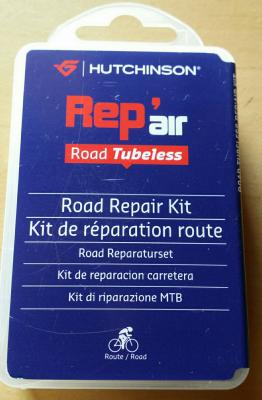 HUTCHINSON®
Rep'air
Road Tubeless
Road Repair Kit
Kit de réparation route
Road Reparaturset
Kit de reparacion carretera
Kit di riparazione MTB
Route / Road